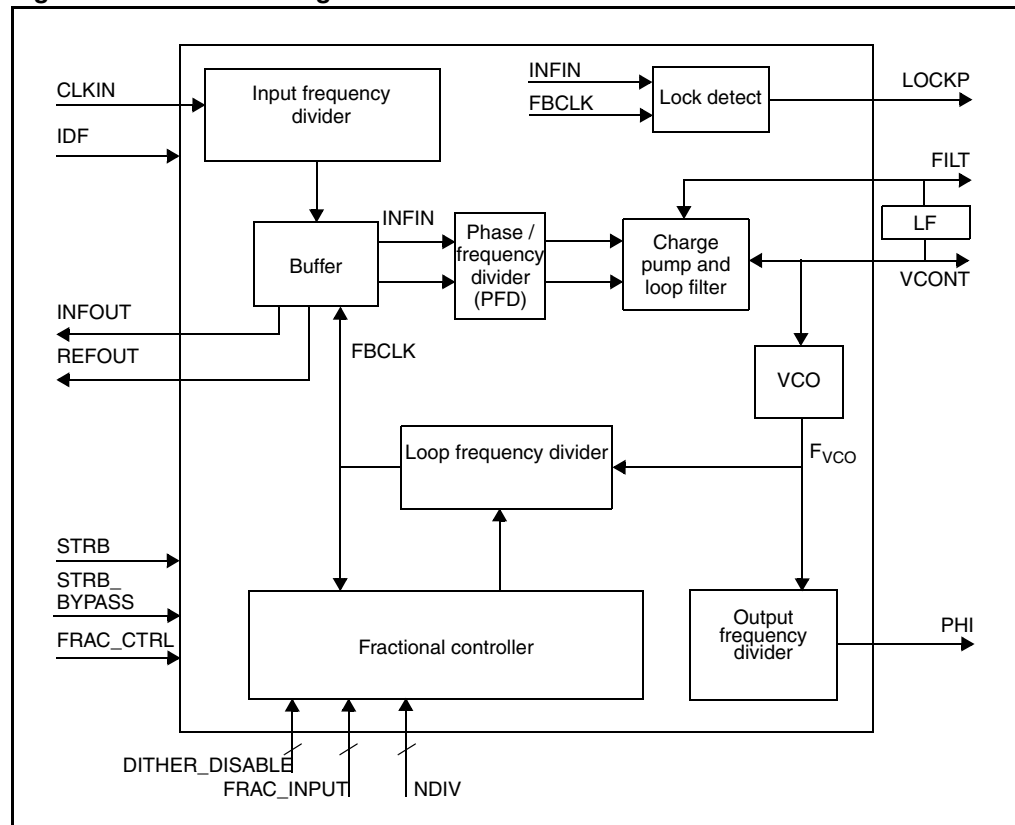 CLKIN
IDF
Input frequency
divider
INFIN
FBCLK
Lock detect
LOCKP
FILT
LF
VCONT
INFIN
Buffer
Phase /
frequency
divider
(PFD)
Charge
pump and
loop filter
INFOUT
REFOUT
FBCLK
VCO
Loop frequency divider
FVCO
STRB
STRB_
BYPASS
FRAC_CTRL
Fractional controller
Output
frequency
divider
PHI
DITHER_DISABLE
FRAC_INPUT
NDIV